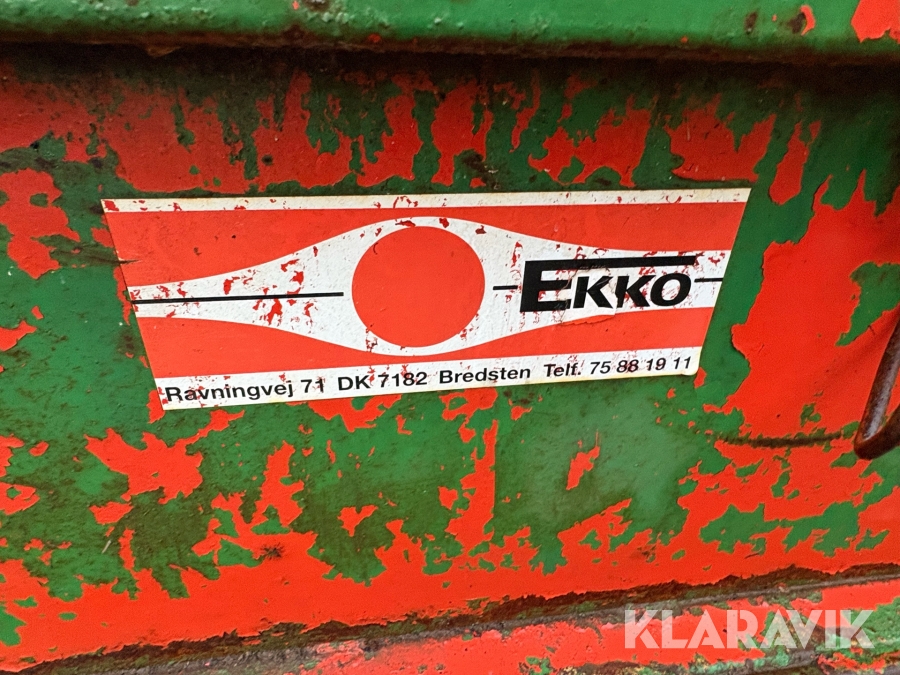 EKKO
Ravningvej 71 DK 7182 Bredsten Telf. 75 88 19 11
KLARAVIK